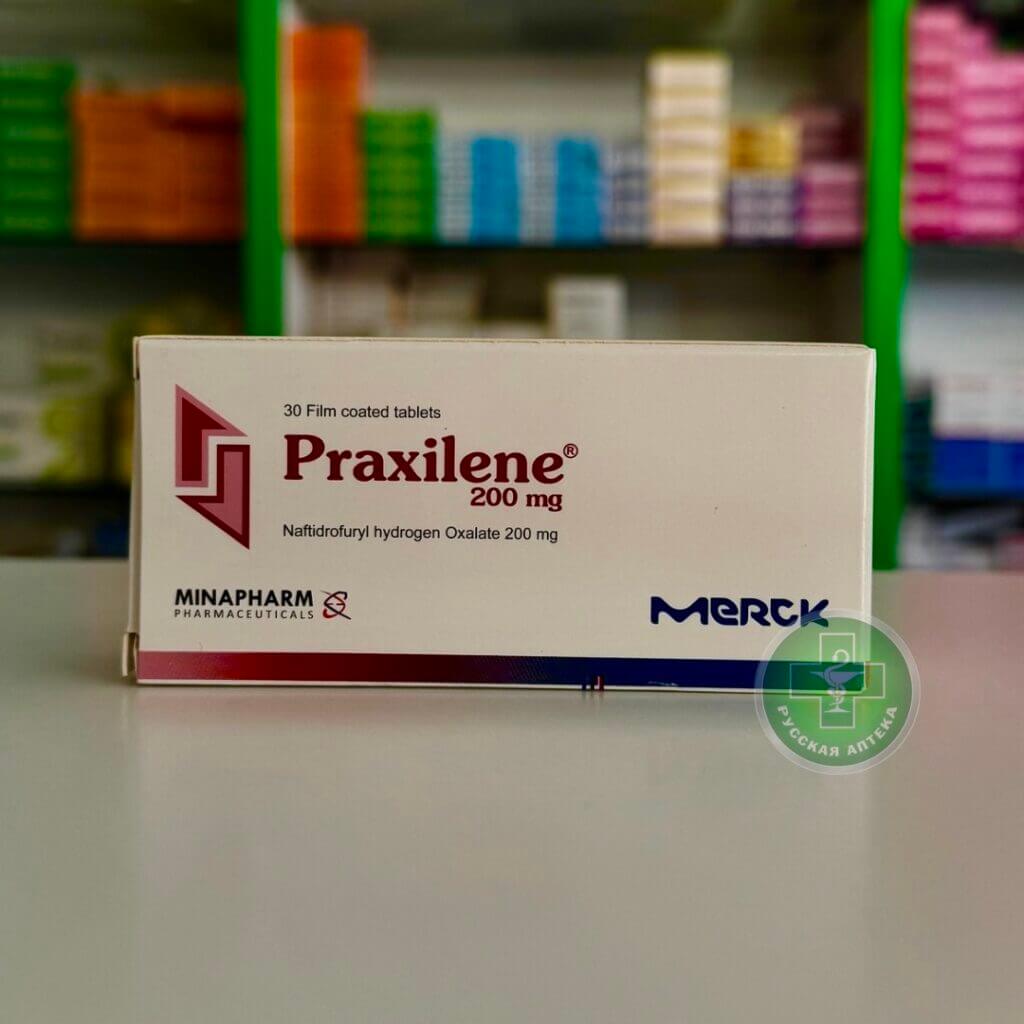 30 Film coated tablets
Praxilene®
200 mg
Naftidrofuryl hydrogen Oxalate 200 mg
MINAPHARM
PHARMACEUTICALS
MERCK
РУССКАЯ АПТЕКА